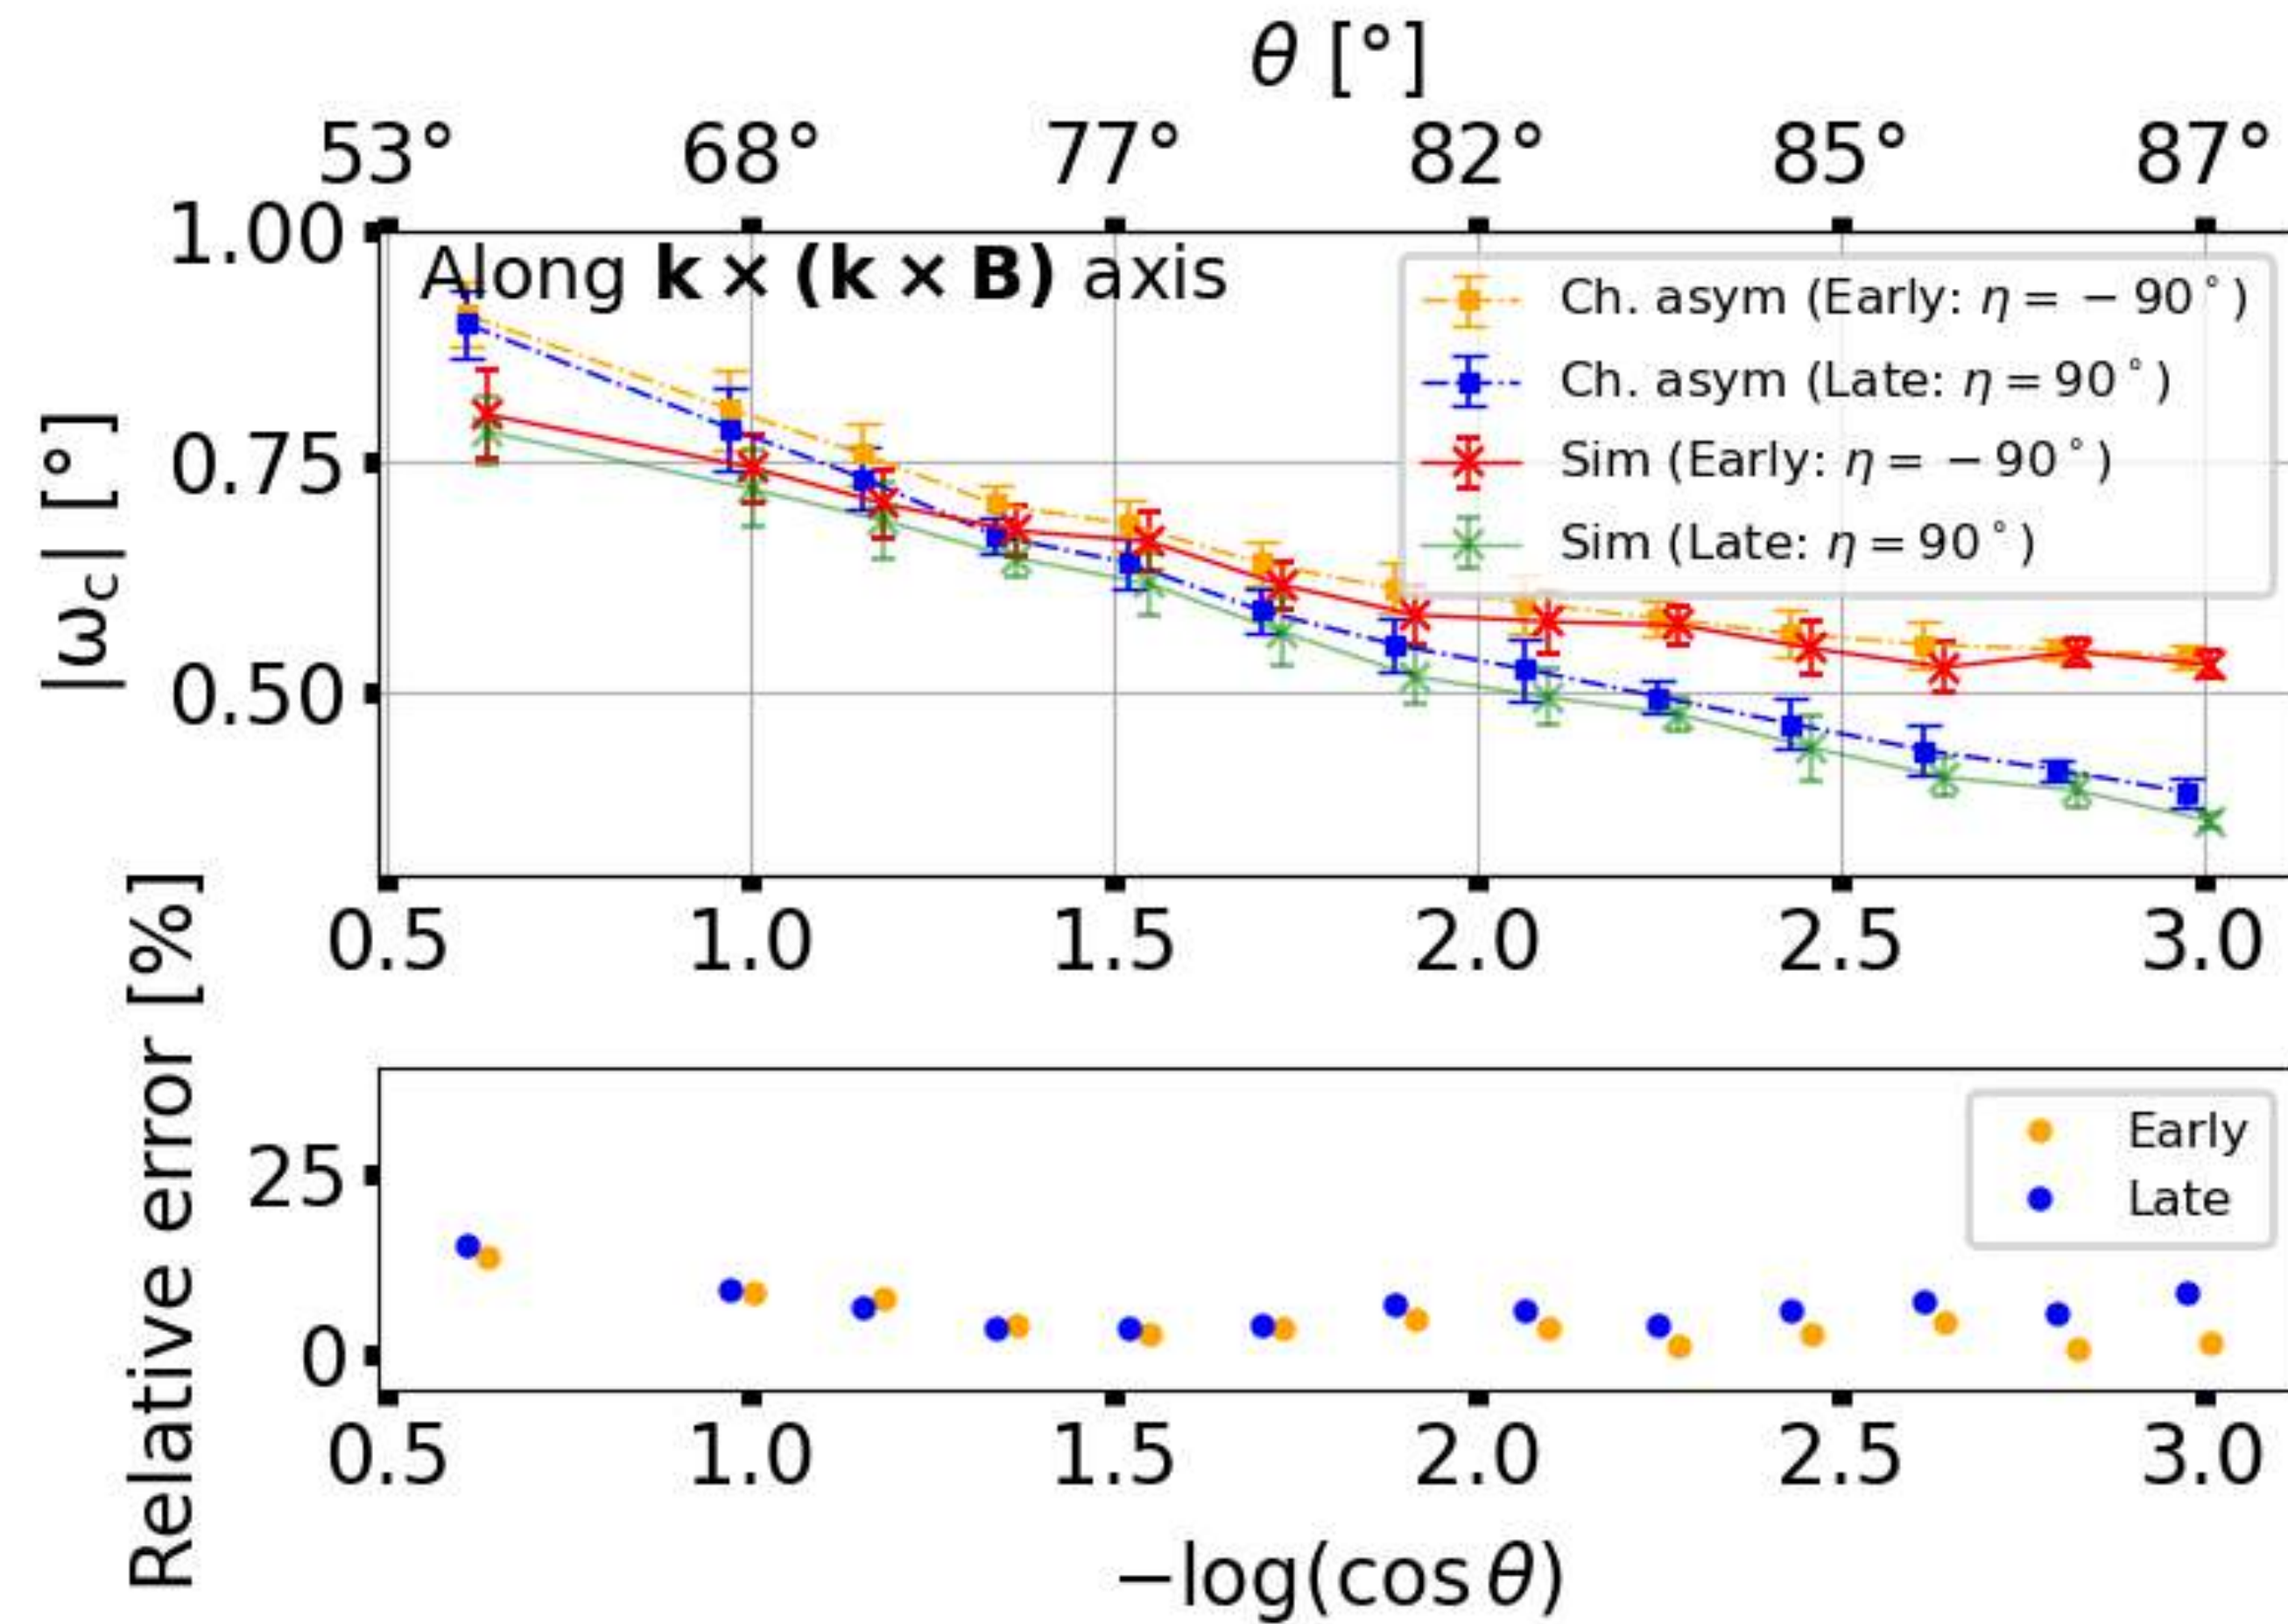 θ [°]
53° 68° 77° 82° 85° 87°
1.00
0.75
0.50
|ωc| [°]
Along k × (k × B) axis
Ch. asym (Early: η = − 90°)
Ch. asym (Late: η = 90°)
Sim (Early: η = − 90°)
Sim (Late: η = 90°)
0.5 1.0 1.5 2.0 2.5 3.0
Relative error [%]
25
0
Early
Late
0.5 1.0 1.5 2.0 2.5 3.0
−log(cos θ)